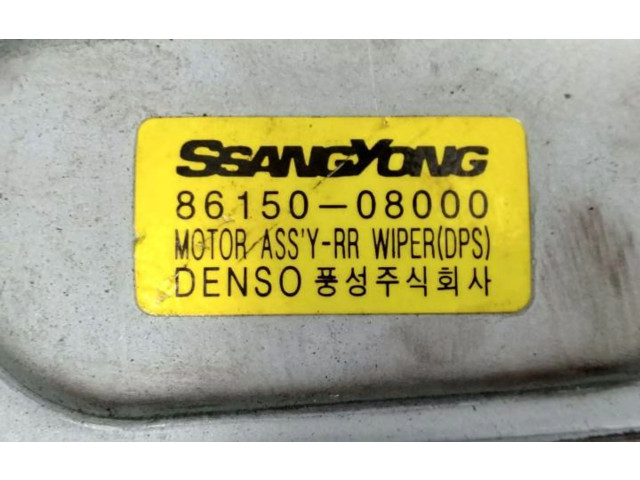 SSANGYONG
86150-08000
MOTOR ASS'Y-RR WIPER(DPS)
DENSO 풍성주식회사